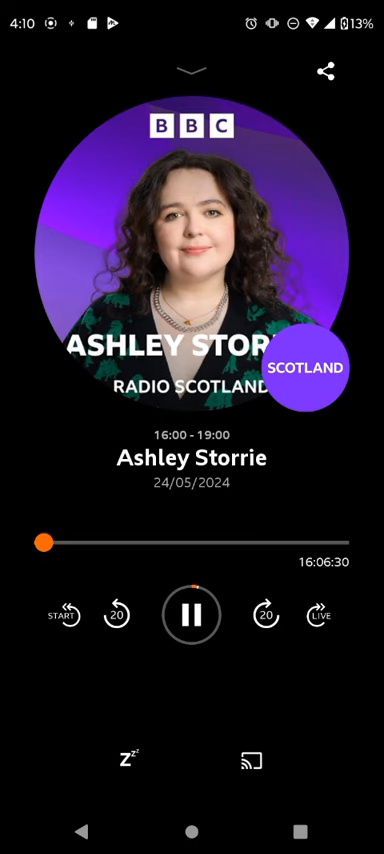 4:10
13%
BBC
ASHLEY STOR
RADIO SCOTLAND
SCOTLAND
16:00 - 19:00
Ashley Storrie
24/05/2024
16:06:30
START
20
20
LIVE
Zzz